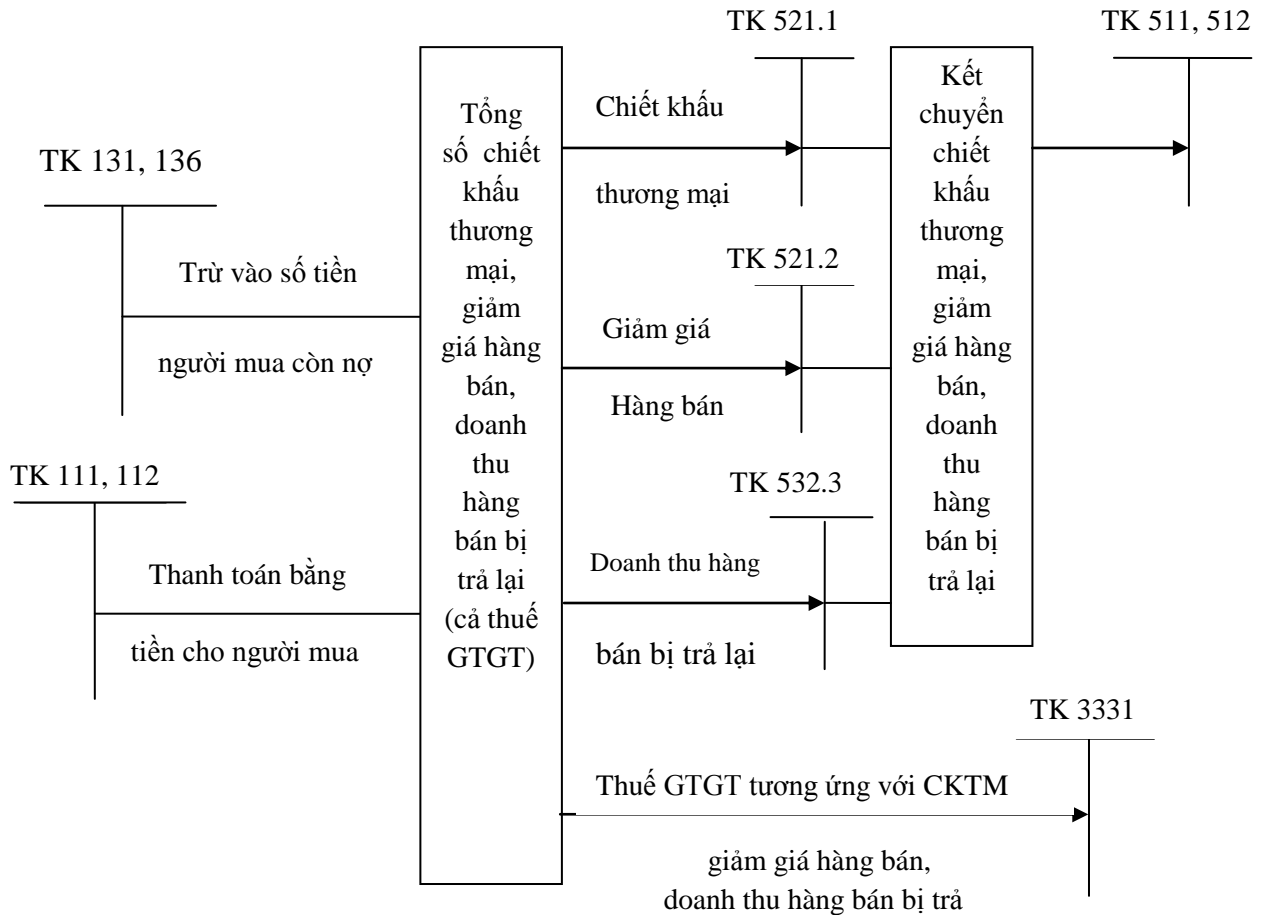 TK 521.1
TK 511, 512
TK 131, 136
Trừ vào số tiền
người mua còn nợ
TK 111, 112
Thanh toán bằng
tiền cho người mua
Tổng
số chiết
khấu
thương
mại,
giảm
giá hàng
bán,
doanh
thu
hàng
bán bị
trả lại
(cả thuế
GTGT)
Chiết khấu
thương mại
TK 521.2
Giảm giá
Hàng bán
TK 532.3
Doanh thu hàng
bán bị trả lại
Kết
chuyển
chiết
khấu
thương
mại,
giảm
giá hàng
bán,
doanh
thu
hàng
bán bị
trả lại
TK 3331
Thuế GTGT tương ứng với CKTM
giảm giá hàng bán,
doanh thu hàng bán bị trả